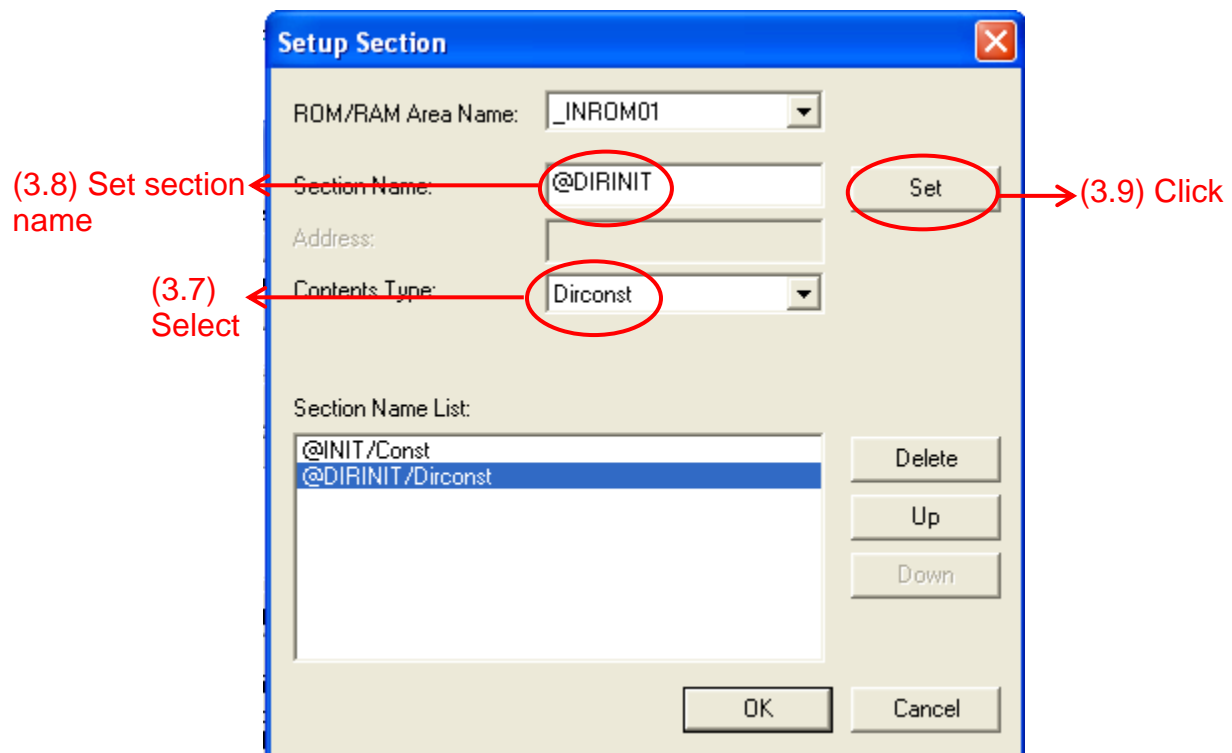 Setup Section
ROM/RAM Area Name: _INROM01
(3.8) Set section
name
Section Name: @DIRINIT
Set
(3.9) Click
Address:
(3.7)
Select
Contents Type: Dirconst
Section Name List:
@INIT/Const
@DIRINIT/Dirconst
Delete
Up
Down
OK
Cancel